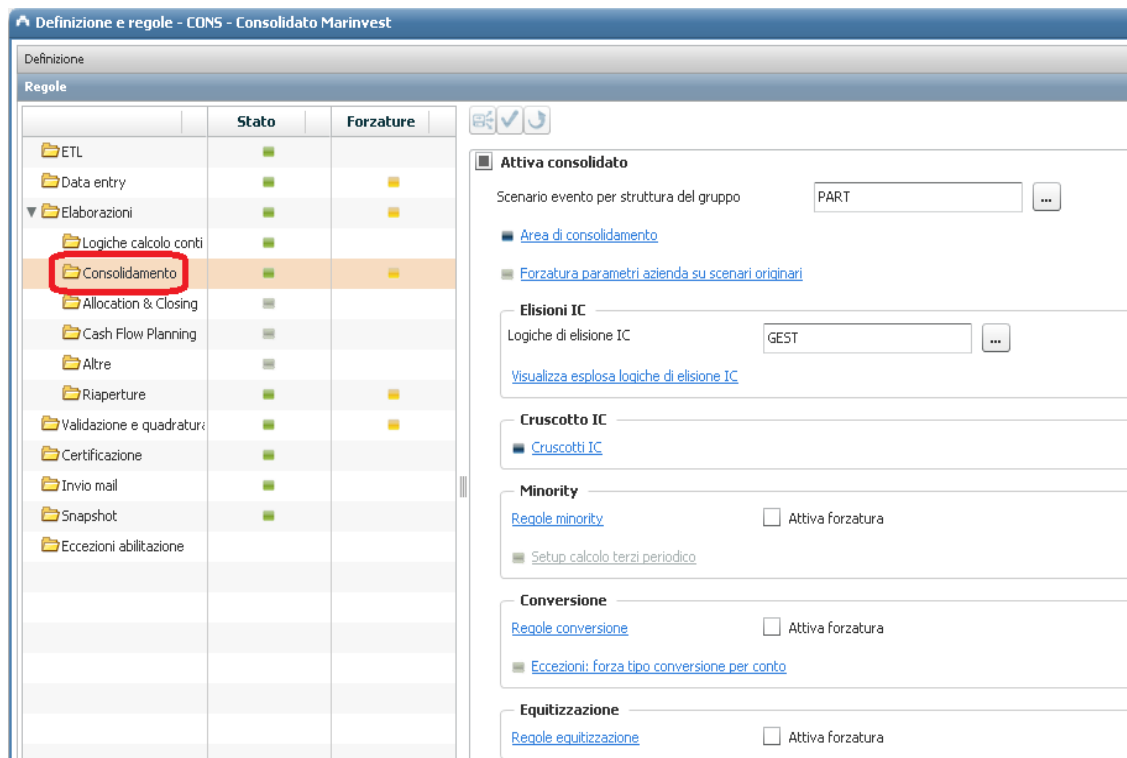 Definizione e regole - CONS - Consolidato Marinvest
Definizione
Regole
Stato Forzature
ETL
Data entry
Elaborazioni
Logiche calcolo conti
Consolidamento
Allocation & Closing
Cash Flow Planning
Altre
Riaperture
Validazione e quadratura
Certificazione
Invio mail
Snapshot
Eccezioni abilitazione
Attiva consolidato
Scenario evento per struttura del gruppo PART ...
Area di consolidamento
Forzatura parametri azienda su scenari originari
Elisioni IC
Logiche di elisione IC GEST ...
Visualizza esplosa logiche di elisione IC
Cruscotto IC
Cruscotti IC
Minority
Regole minority Attiva forzatura
Setup calcolo terzi periodico
Conversione
Regole conversione Attiva forzatura
Eccezioni: forza tipo conversione per conto
Equitizzazione
Regole equitizzazione Attiva forzatura